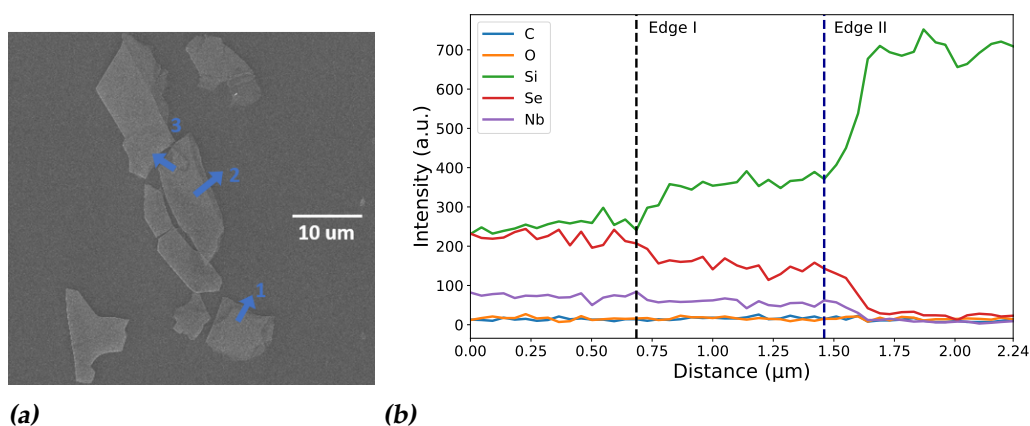 3
2
10 um
1
(a)
Edge I
Edge II
C
O
Si
Se
Nb
Intensity (a.u.)
700
600
500
400
300
200
100
0
0.00
0.25
0.50
0.75
1.00
1.25
1.50
1.75
2.00
2.24
Distance (μm)
(b)